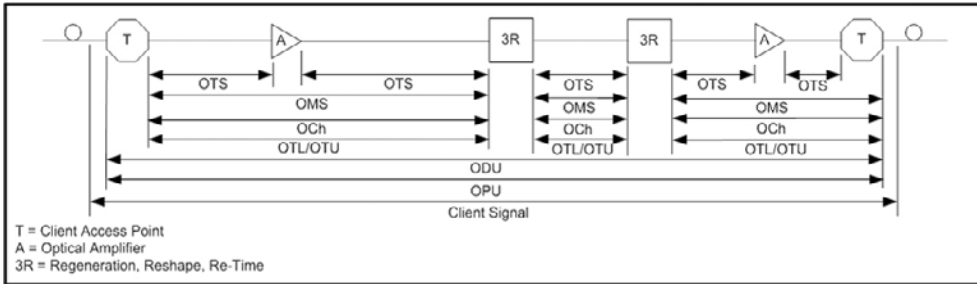 T A 3R 3R A T
OTS OTS OTS OTS OTS
OMS OMS OMS
OCh OCh OCh
OTL/OTU OTL/OTU OTL/OTU
ODU
OPU
Client Signal
T = Client Access Point
A = Optical Amplifier
3R = Regeneration, Reshape, Re-Time